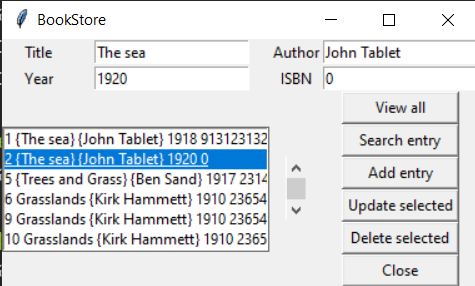 BookStore
Title The sea Author John Tablet
Year 1920 ISBN 0
View all
Search entry
Add entry
Update selected
Delete selected
Close
1 {The sea} {John Tablet} 1918 913123132
2 {The sea} {John Tablet} 1920 0
5 {Trees and Grass} {Ben Sand} 1917 2314
6 Grasslands {Kirk Hammett} 1910 23654
9 Grasslands {Kirk Hammett} 1910 23654
10 Grasslands {Kirk Hammett} 1910 2365